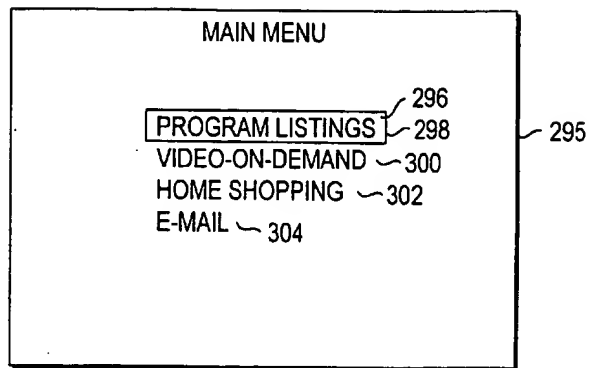 MAIN MENU
296
PROGRAM LISTINGS 298
295
VIDEO-ON-DEMAND 300
HOME SHOPPING 302
E-MAIL 304